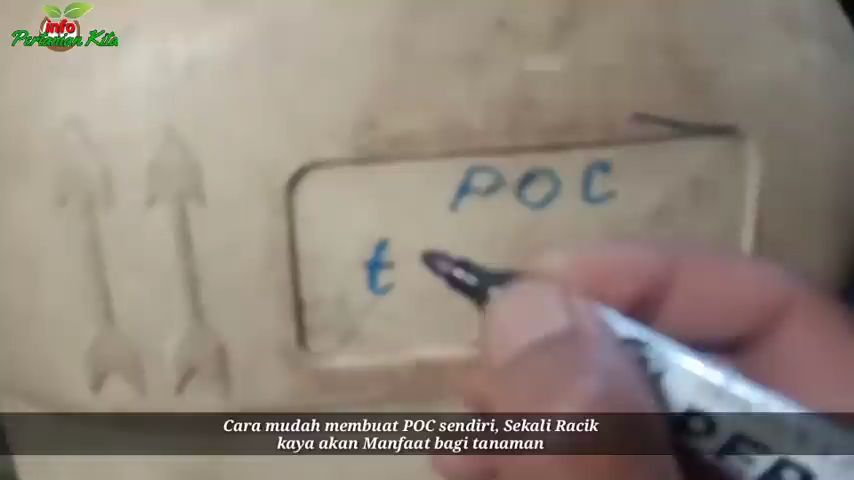 info
Pertanian Kita
POC
t
Cara mudah membuat POC sendiri, Sekali Racik
kaya akan Manfaat bagi tanaman